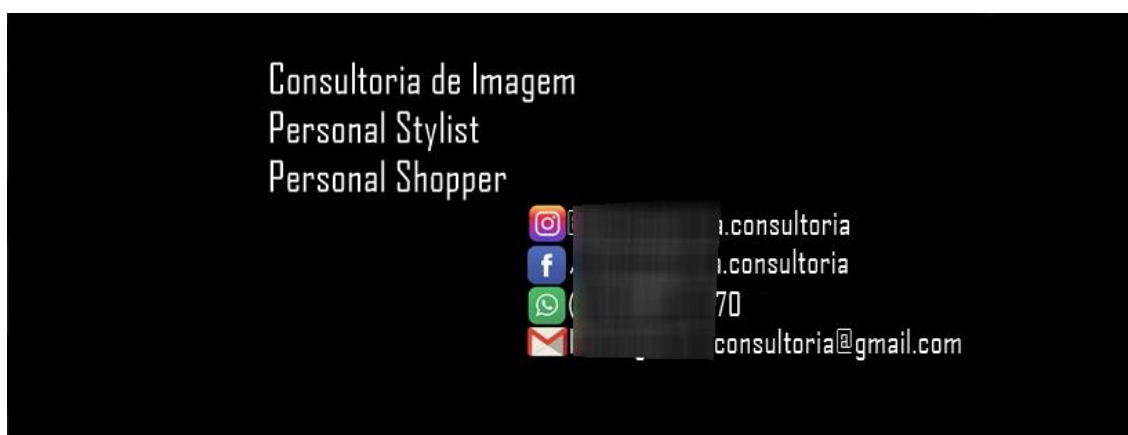 Consultoria de Imagem
Personal Stylist
Personal Shopper
a.consultoria
a.consultoria
70
consultoria@gmail.com